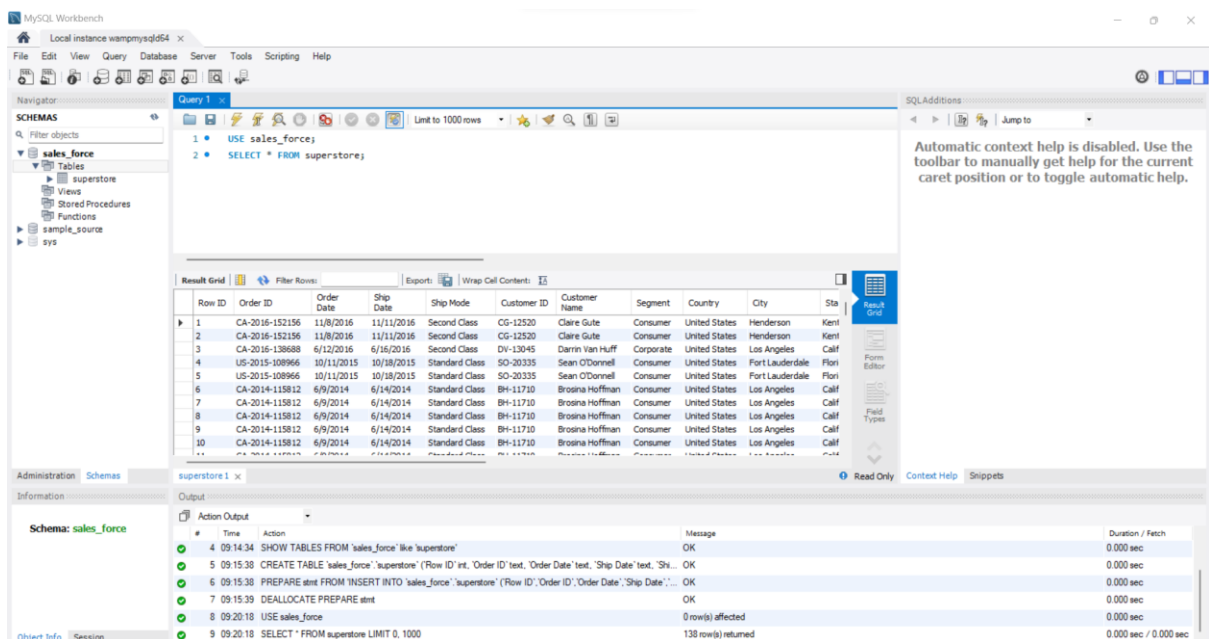 MySQL Workbench
Local instance wampmysqld64 ×
File Edit View Query Database Server Tools Scripting Help
Navigator
SCHEMAS
Filter objects
sales_force
Tables
superstore
Views
Stored Procedures
Functions
sample_source
sys
Administration Schemas
Information
Schema: sales_force
Object Info Session
Query 1 ×
Limit to 1000 rows
1 USE sales_force;
2 SELECT * FROM superstore;
Result Grid Filter Rows: Export: Wrap Cell Content:
Row ID Order ID Order Date Ship Date Ship Mode Customer ID Customer Name Segment Country City Sta
1 CA-2016-152156 11/8/2016 11/11/2016 Second Class CG-12520 Claire Gute Consumer United States Henderson Kent
2 CA-2016-152156 11/8/2016 11/11/2016 Second Class CG-12520 Claire Gute Consumer United States Henderson Kent
3 CA-2016-138688 6/12/2016 6/16/2016 Second Class DV-13045 Darrin Van Huff Corporate United States Los Angeles Calif
4 US-2015-108966 10/11/2015 10/18/2015 Standard Class SO-20335 Sean O'Donnell Consumer United States Fort Lauderdale Flori
5 US-2015-108966 10/11/2015 10/18/2015 Standard Class SO-20335 Sean O'Donnell Consumer United States Fort Lauderdale Flori
6 CA-2014-115812 6/9/2014 6/14/2014 Standard Class BH-11710 Brosina Hoffman Consumer United States Los Angeles Calif
7 CA-2014-115812 6/9/2014 6/14/2014 Standard Class BH-11710 Brosina Hoffman Consumer United States Los Angeles Calif
8 CA-2014-115812 6/9/2014 6/14/2014 Standard Class BH-11710 Brosina Hoffman Consumer United States Los Angeles Calif
9 CA-2014-115812 6/9/2014 6/14/2014 Standard Class BH-11710 Brosina Hoffman Consumer United States Los Angeles Calif
10 CA-2014-115812 6/9/2014 6/14/2014 Standard Class BH-11710 Brosina Hoffman Consumer United States Los Angeles Calif
Result Grid
Form Editor
Field Types
superstore 1 ×
Read Only
SQLAdditions
Jump to
Automatic context help is disabled. Use the
toolbar to manually get help for the current
caret position or to toggle automatic help.
Context Help Snippets
Output
Action Output
# Time Action Message Duration / Fetch
4 09:14:34 SHOW TABLES FROM `sales_force` like 'superstore' OK 0.000 sec
5 09:15:38 CREATE TABLE `sales_force`.`superstore` (`Row ID` int, `Order ID` text, `Order Date` text, `Ship Date` text, `Shi... OK 0.000 sec
6 09:15:38 PREPARE stmt FROM 'INSERT INTO `sales_force`.`superstore` (`Row ID`,`Order ID`,`Order Date`,`Ship Date`,`... OK 0.000 sec
7 09:15:39 DEALLOCATE PREPARE stmt OK 0.000 sec
8 09:20:18 USE sales_force 0 row(s) affected 0.000 sec
9 09:20:18 SELECT * FROM superstore LIMIT 0, 1000 138 row(s) returned 0.000 sec / 0.000 sec